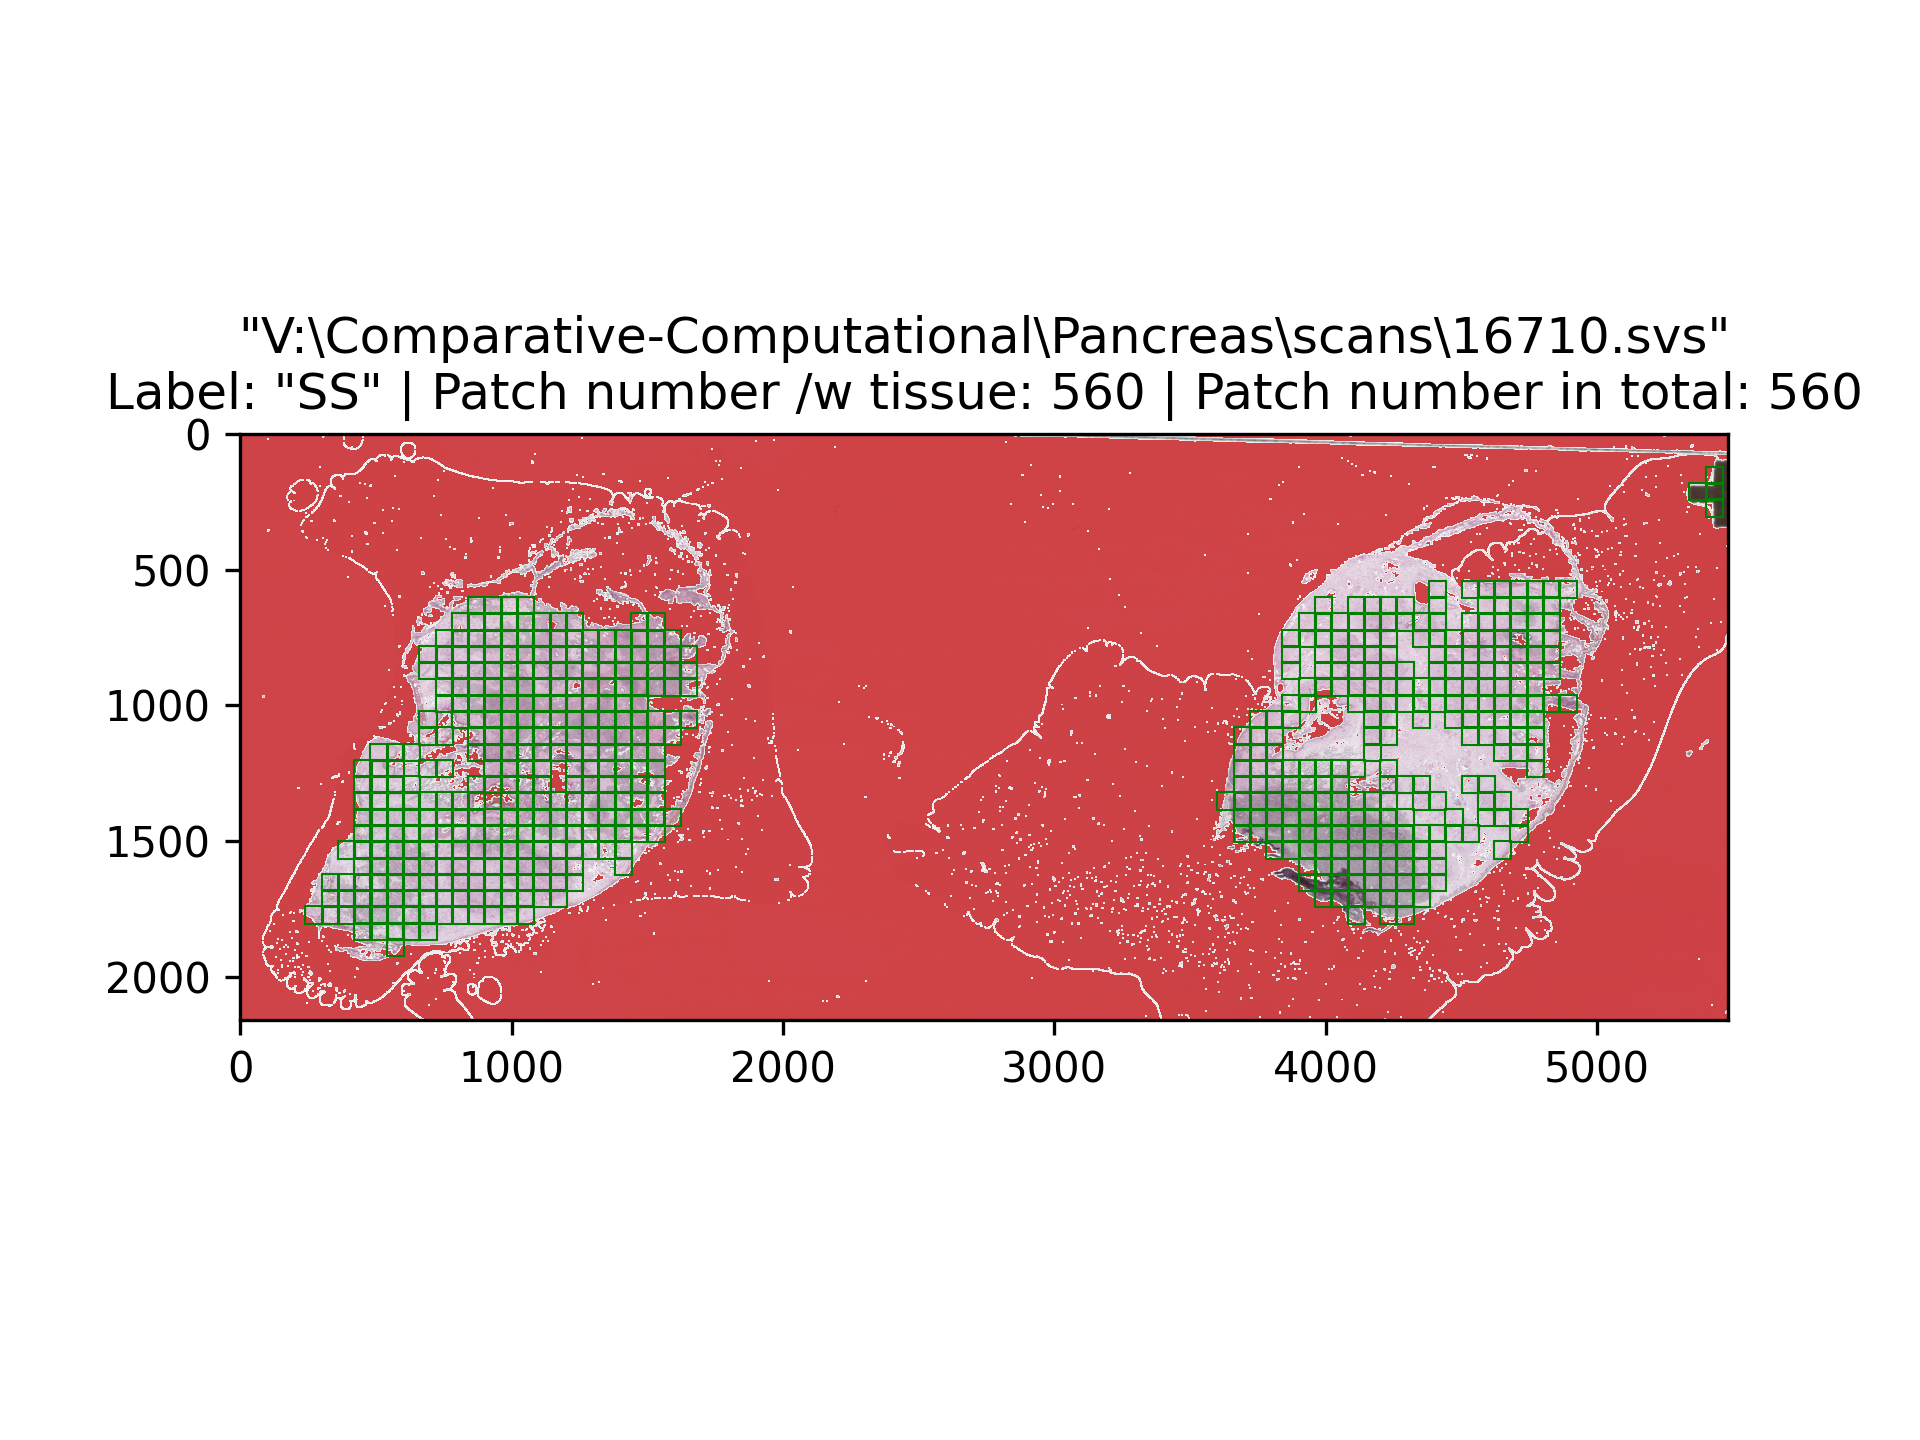 "V:\Comparative-Computational\Pancreas\scans\16710.svs"
Label: "SS" | Patch number /w tissue: 560 | Patch number in total: 560
0
500
1000
1500
2000
0 1000 2000 3000 4000 5000